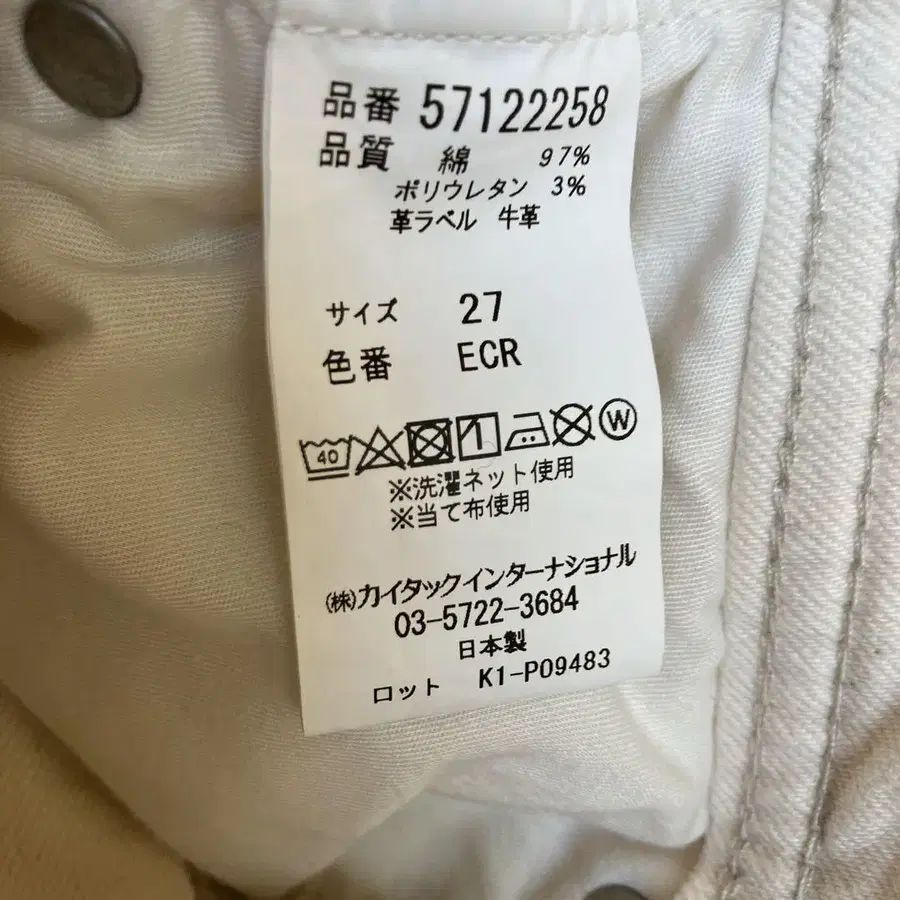 品番 57122258
品質 綿 97%
ポリウレタン 3%
革ラベル 牛革
サイズ 27
色番 ECR
40 W
※洗濯ネット使用
※当て布使用
(株)カイタックインターナショナル
03-5722-3684
日本製
ロット K1-P09483